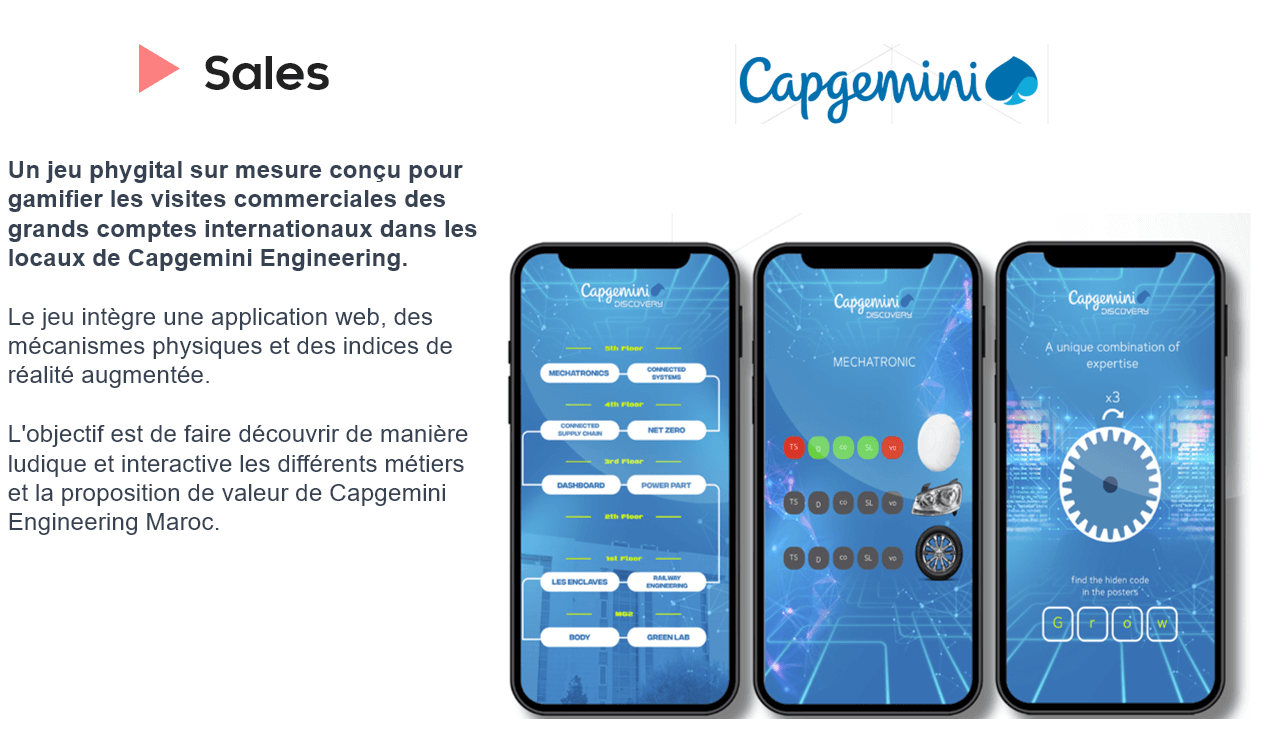 Sales
Capgemini
Un jeu phygital sur mesure conçu pour
gamifier les visites commerciales des
grands comptes internationaux dans les
locaux de Capgemini Engineering.
Le jeu intègre une application web, des
mécanismes physiques et des indices de
réalité augmentée.
L'objectif est de faire découvrir de manière
ludique et interactive les différents métiers
et la proposition de valeur de Capgemini
Engineering Maroc.
Capgemini
DISCOVERY
5th Floor
MECHATRONICS
CONNECTED
SYSTEMS
4th Floor
CONNECTED
SUPPLY CHAIN
NET ZERO
3rd Floor
DASHBOARD
POWER PART
2th Floor
1st Floor
LES ENCLAVES
RAILWAY
ENGINEERING
MG2
BODY
GREEN LAB
Capgemini
DISCOVERY
MECHATRONIC
TS D co SL vo
TS D co SL vo
TS D co SL vo
Capgemini
DISCOVERY
A unique combination of
expertise
x3
find the hiden code
in the posters
G r o w